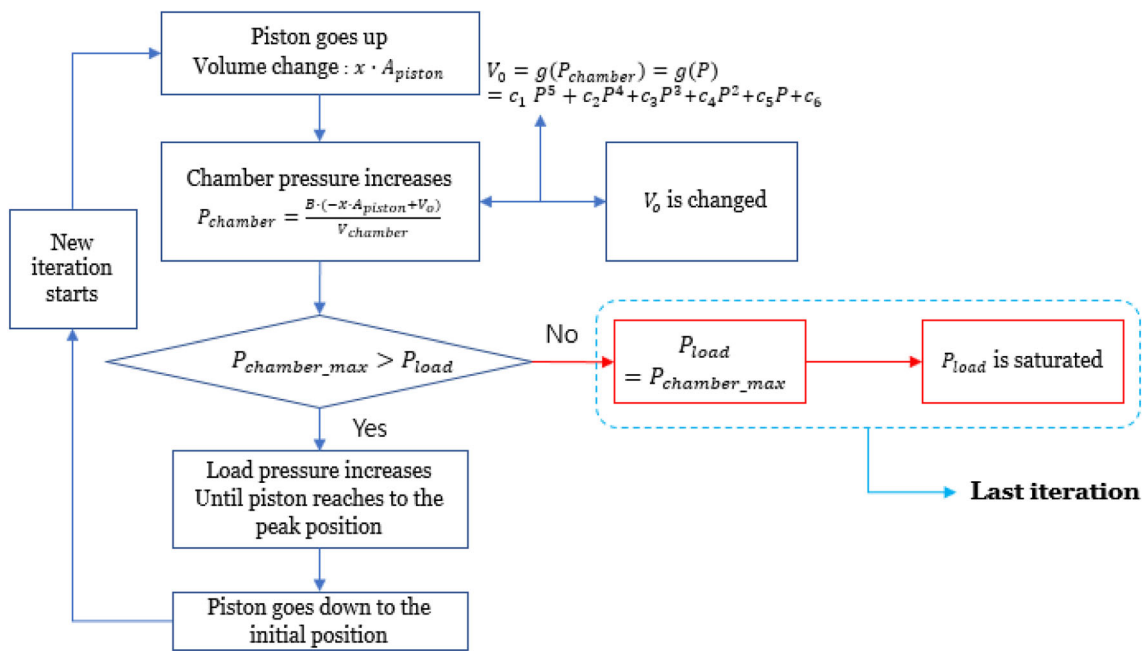 Piston goes up
Volume change : x · A_piston
V_0 = g(P_chamber) = g(P)
= c_1 P^5 + c_2P^4+c_3P^3+c_4P^2+c_5P+c_6
Chamber pressure increases
P_chamber = B·(−x·A_piston+V_o) / V_chamber
V_o is changed
New
iteration
starts
P_chamber_max > P_load
No
P_load
= P_chamber_max
P_load is saturated
Yes
Load pressure increases
Until piston reaches to the
peak position
Last iteration
Piston goes down to the
initial position